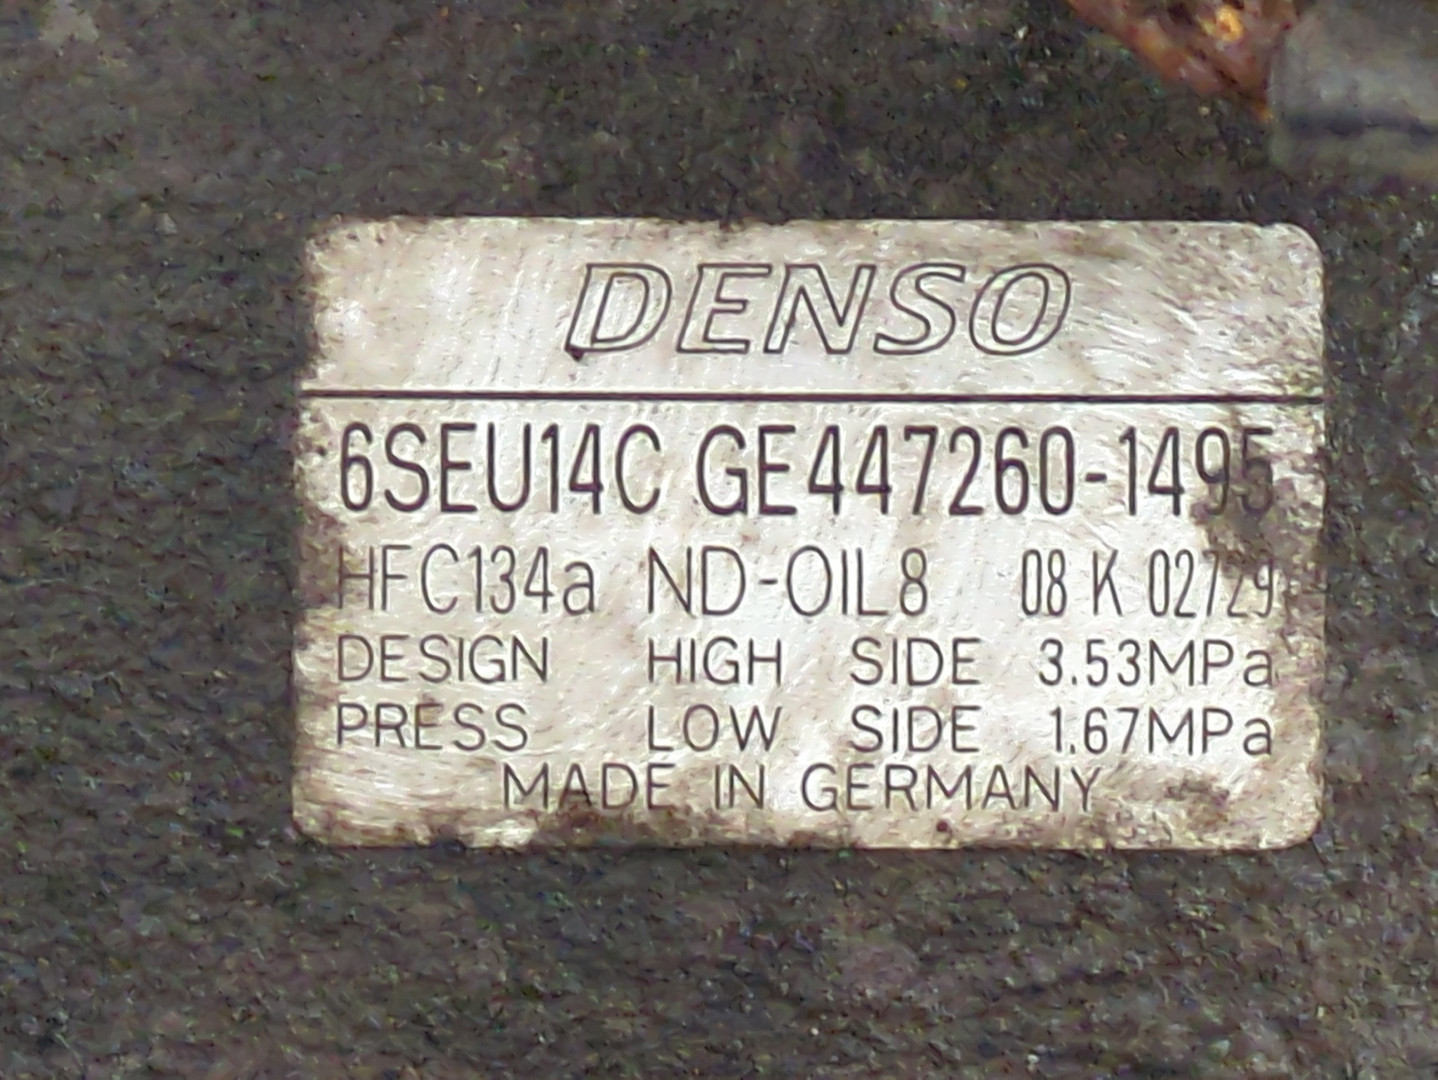 DENSO
6SEU14C GE447260-1495
HFC134a ND-OIL8 08 K 02729
DESIGN HIGH SIDE 3.53MPa
PRESS LOW SIDE 1.67MPa
MADE IN GERMANY